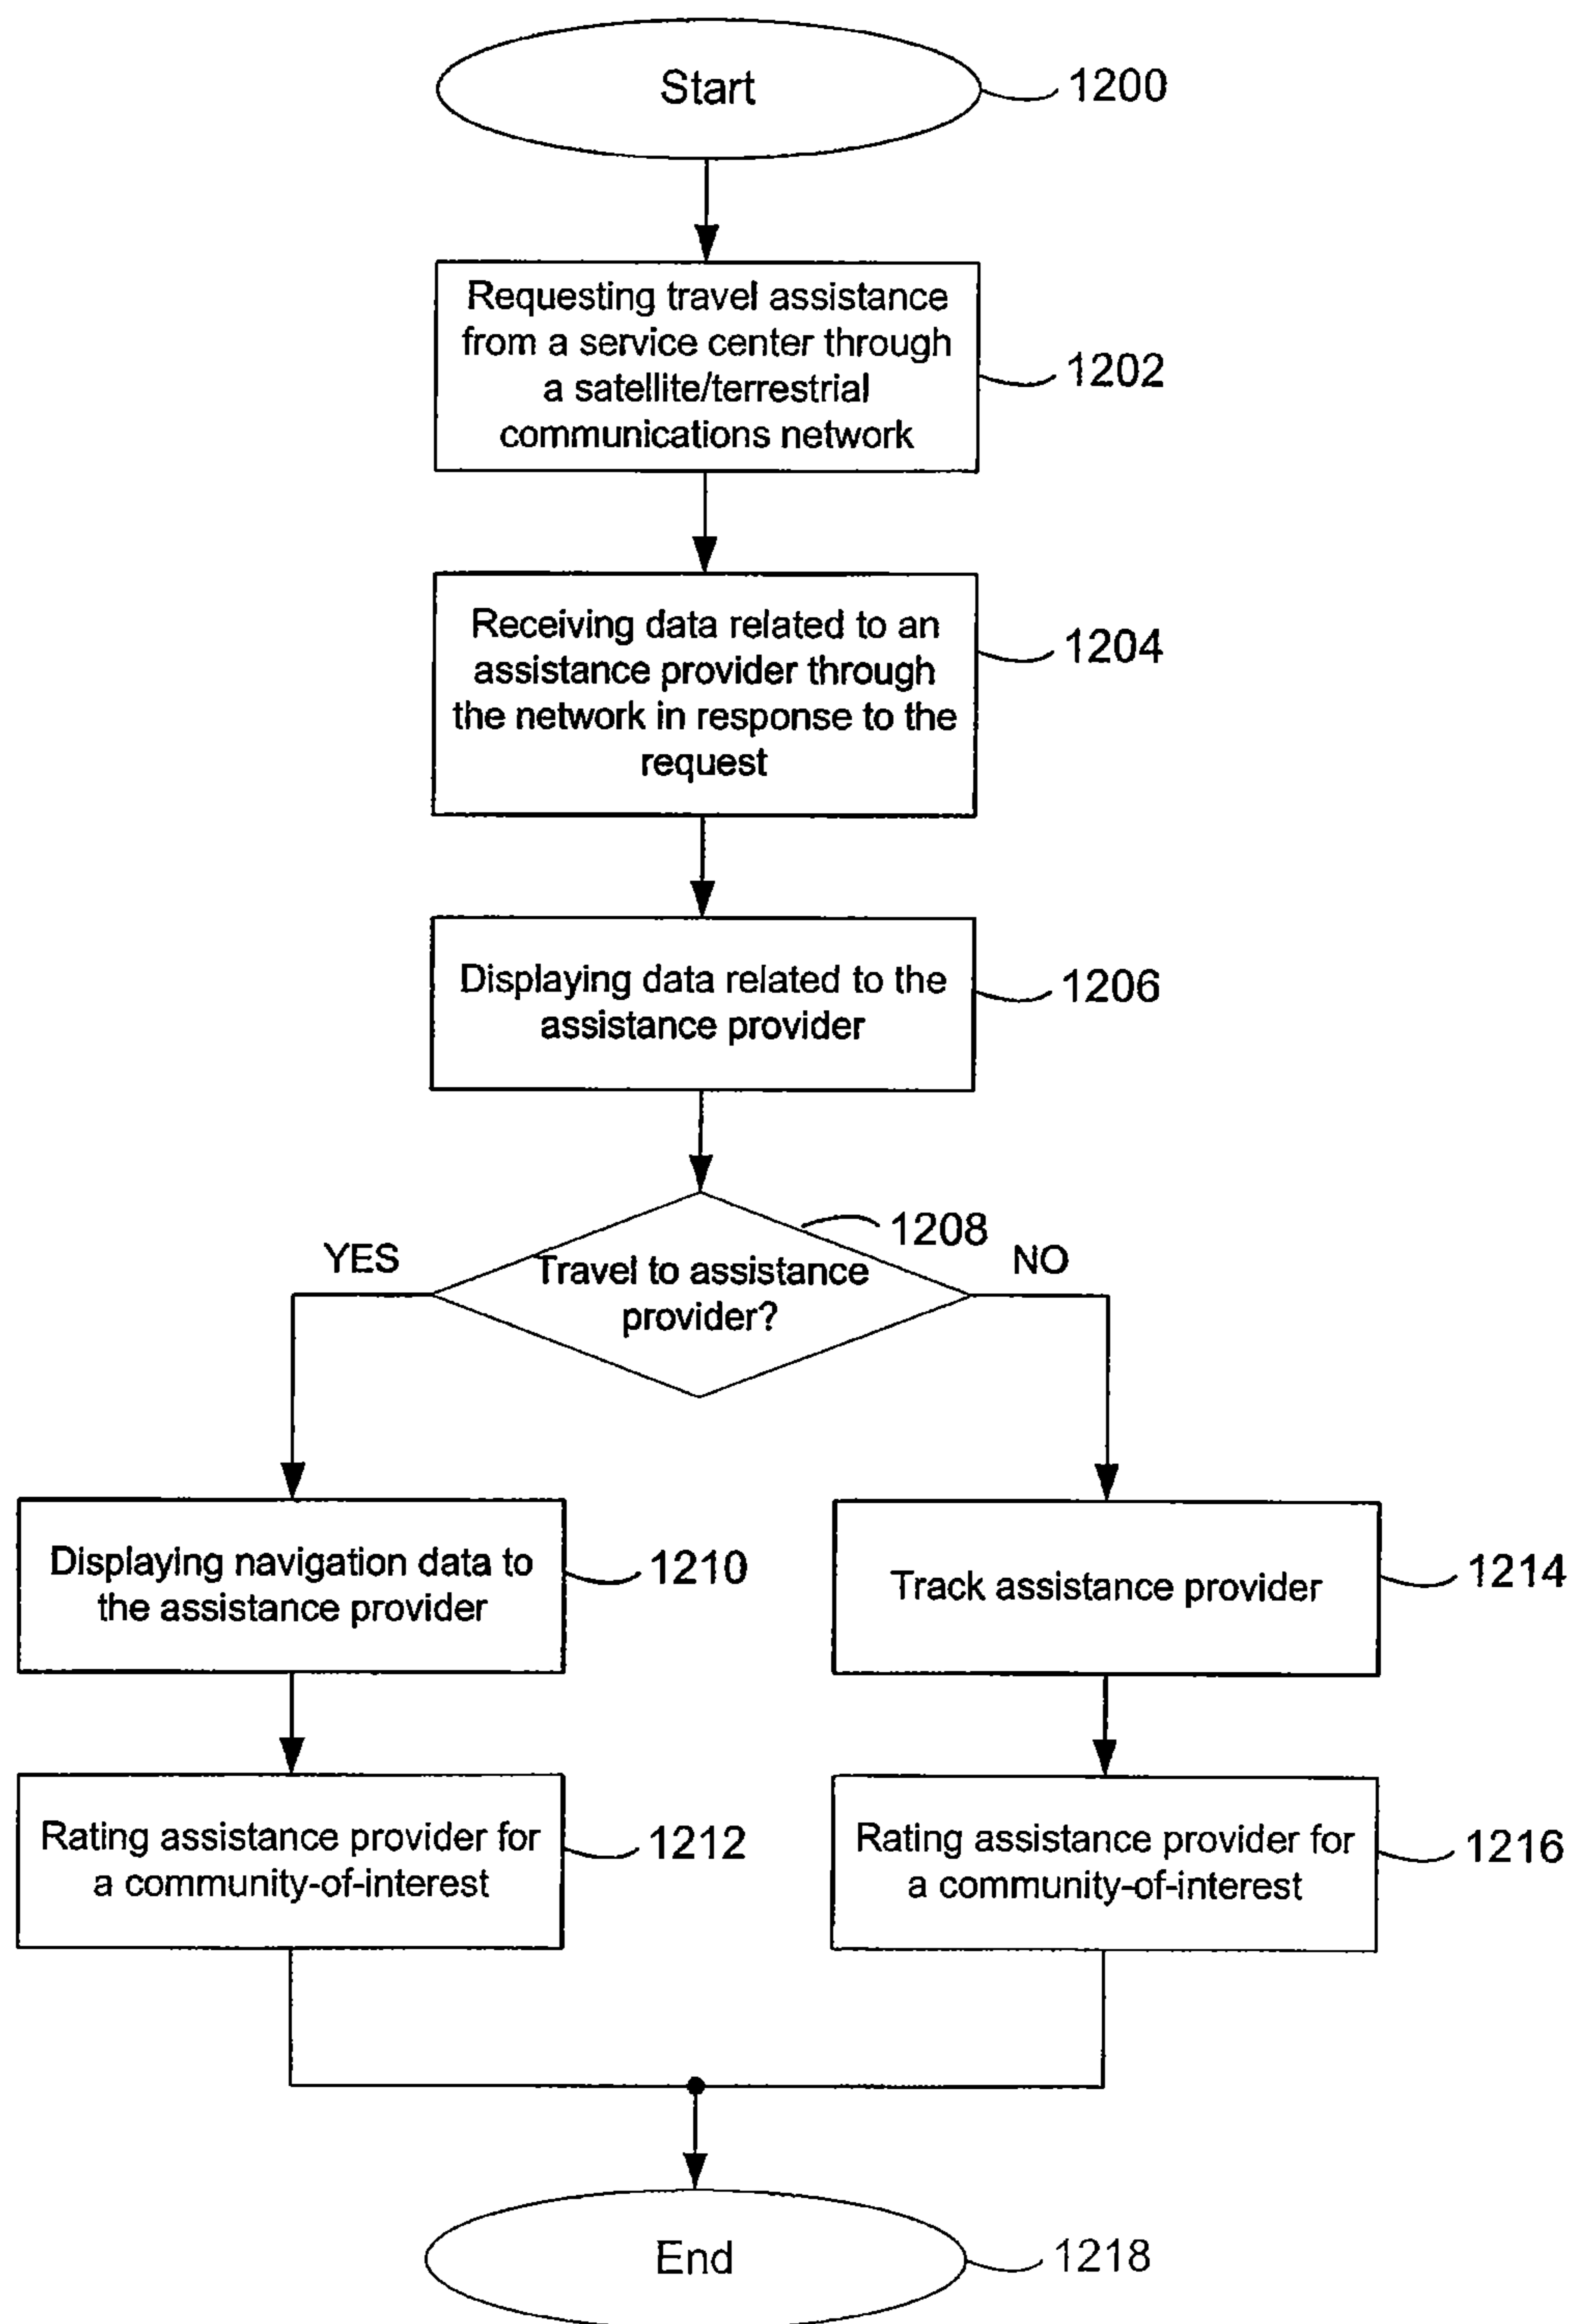 Start
1200
Requesting travel assistance
from a service center through
a satellite/terrestrial
communications network
1202
Receiving data related to an
assistance provider through
the network in response to the
request
1204
Displaying data related to the
assistance provider
1206
1208
YES
NO
Travel to assistance
provider?
Displaying navigation data to
the assistance provider
1210
Track assistance provider
1214
Rating assistance provider for
a community-of-interest
1212
Rating assistance provider for
a community-of-interest
1216
End
1218